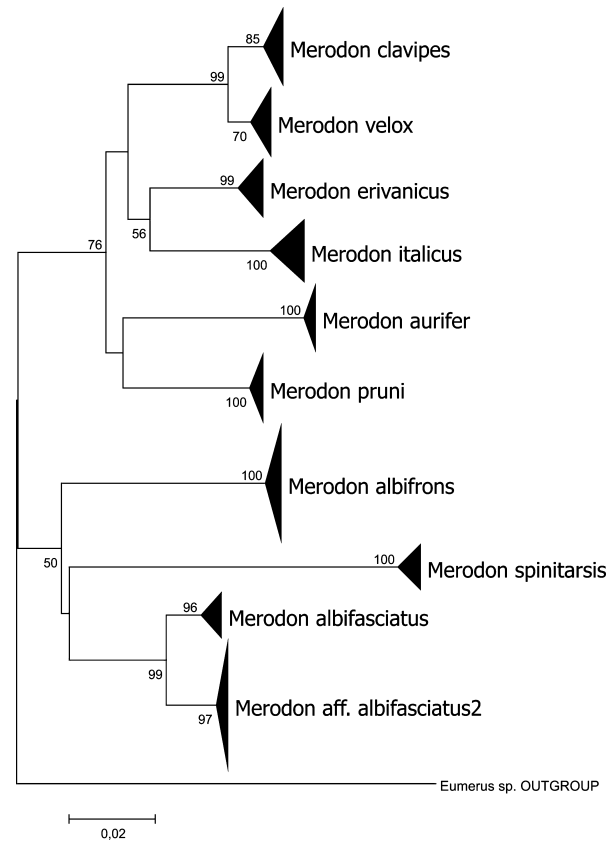 85
Merodon clavipes
99
70
Merodon velox
99
Merodon erivanicus
56
76
100
Merodon italicus
100
Merodon aurifer
100
Merodon pruni
100
Merodon albifrons
50
100
Merodon spinitarsis
96
Merodon albifasciatus
99
97
Merodon aff. albifasciatus2
Eumerus sp. OUTGROUP
0,02